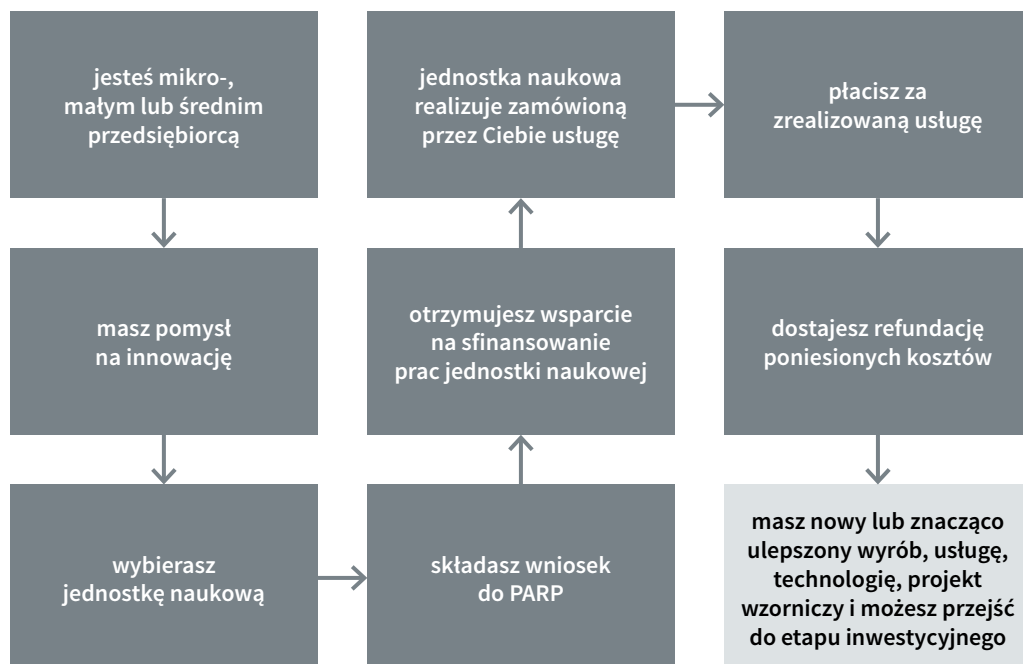 jesteś mikro-,
małym lub średnim
przedsiębiorcą
masz pomysł
na innowację
wybierasz
jednostkę naukową
składasz wniosek
do PARP
otrzymujesz wsparcie
na sfinansowanie
prac jednostki naukowej
jednostka naukowa
realizuje zamówioną
przez Ciebie usługę
płacisz za
zrealizowaną usługę
dostajesz refundację
poniesionych kosztów
masz nowy lub znacząco
ulepszony wyrób, usługę,
technologię, projekt
wzorniczy i możesz przejść
do etapu inwestycyjnego